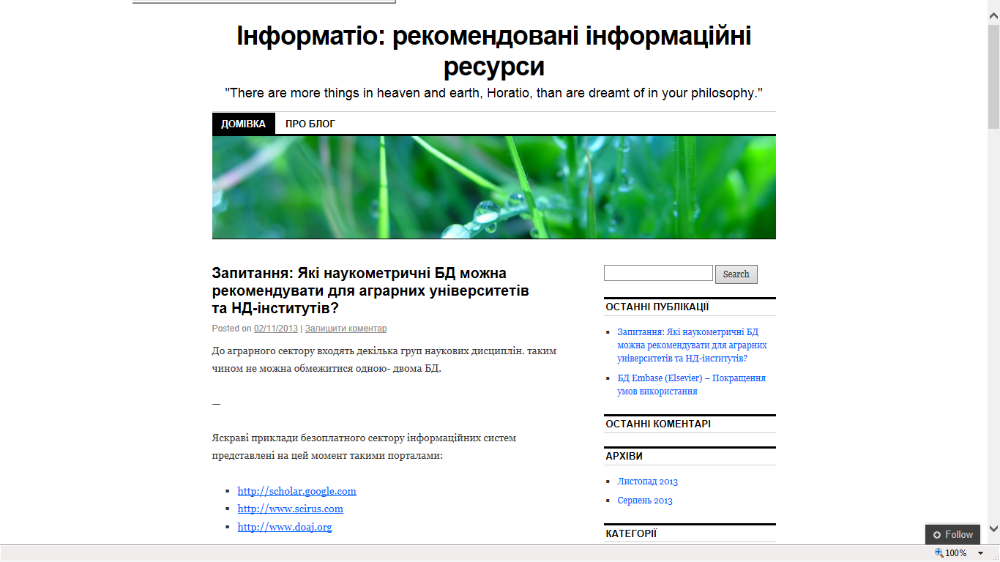 Інформатіо: рекомендовані інформаційні
ресурси
"There are more things in heaven and earth, Horatio, than are dreamt of in your philosophy."
ДОМІВКА
ПРО БЛОГ
Запитання: Які наукометричні БД можна
рекомендувати для аграрних університетів
та НД-інститутів?
Posted on 02/11/2013 | Залишити коментар
До аграрного сектору входять декілька груп наукових дисциплін. таким
чином не можна обмежитися одною- двома БД.
—
Яскраві приклади безоплатного сектору інформаційних систем
представлені на цей момент такими порталами:
http://scholar.google.com
http://www.scirus.com
http://www.doaj.org
Search
ОСТАННІ ПУБЛІКАЦІЇ
Запитання: Які наукометричні БД
можна рекомендувати для аграрних
університетів та НД-інститутів?
БД Embase (Elsevier) – Покращення
умов використання
ОСТАННІ КОМЕНТАРІ
АРХІВИ
Листопад 2013
Серпень 2013
КАТЕГОРІЇ
Follow
100%